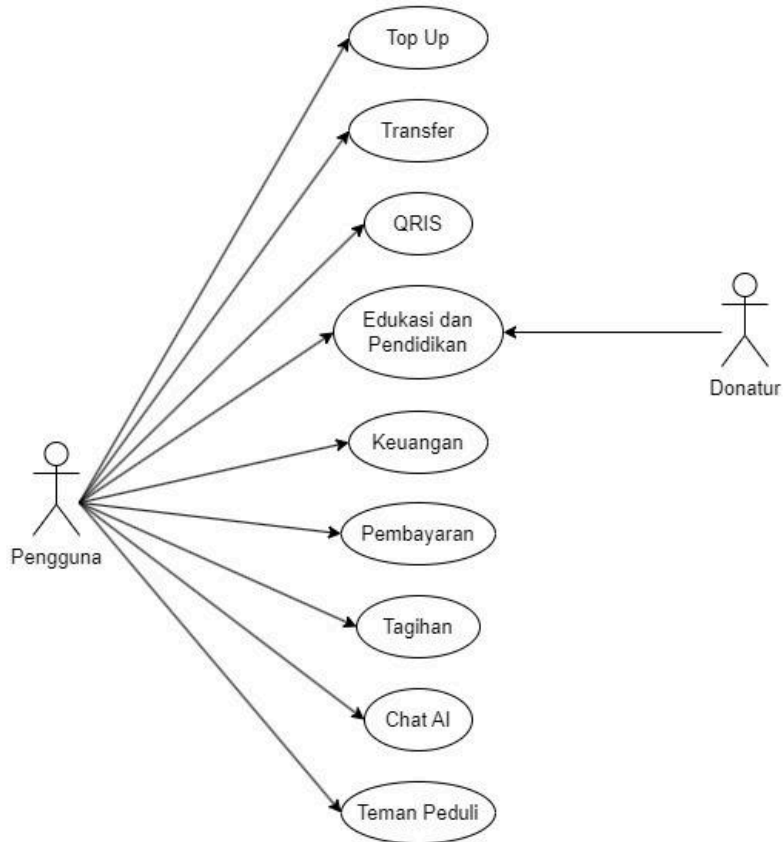 Top Up
Transfer
QRIS
Edukasi dan
Pendidikan
Donatur
Keuangan
Pengguna
Pembayaran
Tagihan
Chat AI
Teman Peduli